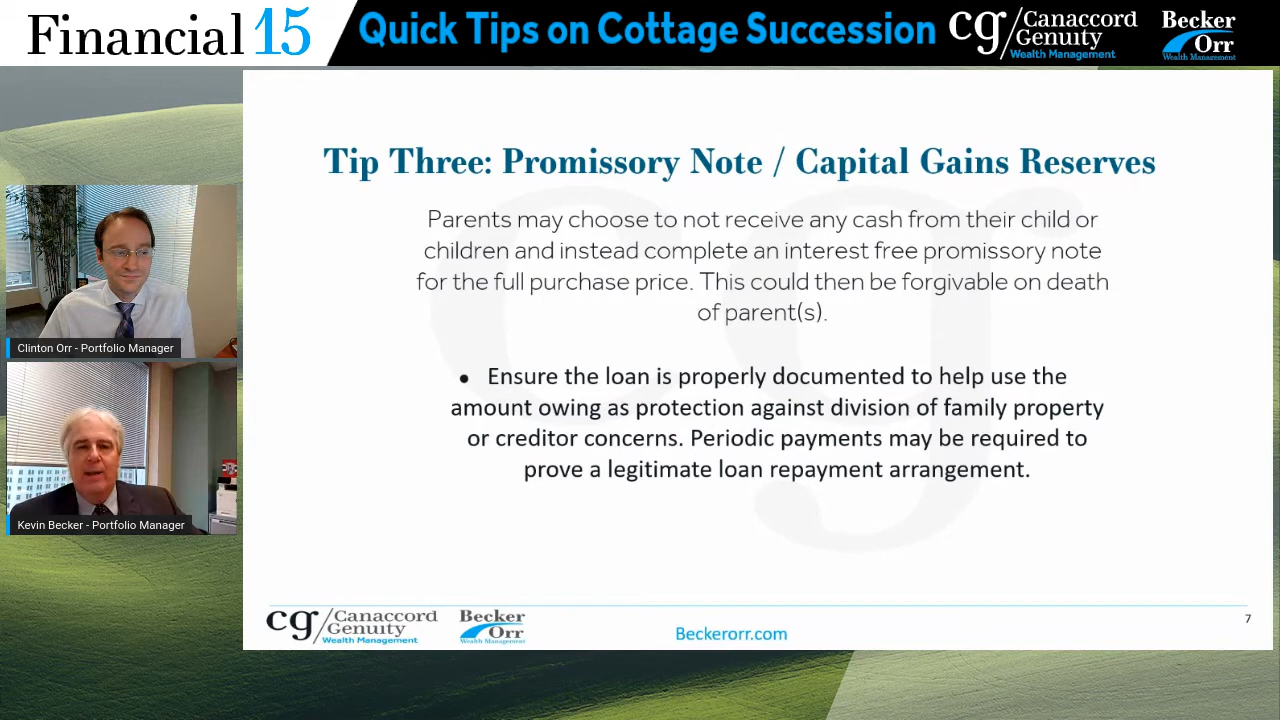 Financial 15
Quick Tips on Cottage Succession
cg/Canaccord
Genuity
Wealth Management
Becker
Orr
Wealth Management
Tip Three: Promissory Note / Capital Gains Reserves
Parents may choose to not receive any cash from their child or
children and instead complete an interest free promissory note
for the full purchase price. This could then be forgivable on death
of parent(s).
• Ensure the loan is properly documented to help use the
amount owing as protection against division of family property
or creditor concerns. Periodic payments may be required to
prove a legitimate loan repayment arrangement.
Clinton Orr - Portfolio Manager
Kevin Becker - Portfolio Manager
cg/Canaccord
Genuity
Wealth Management
Becker
Orr
Wealth Management
Beckerorr.com
7